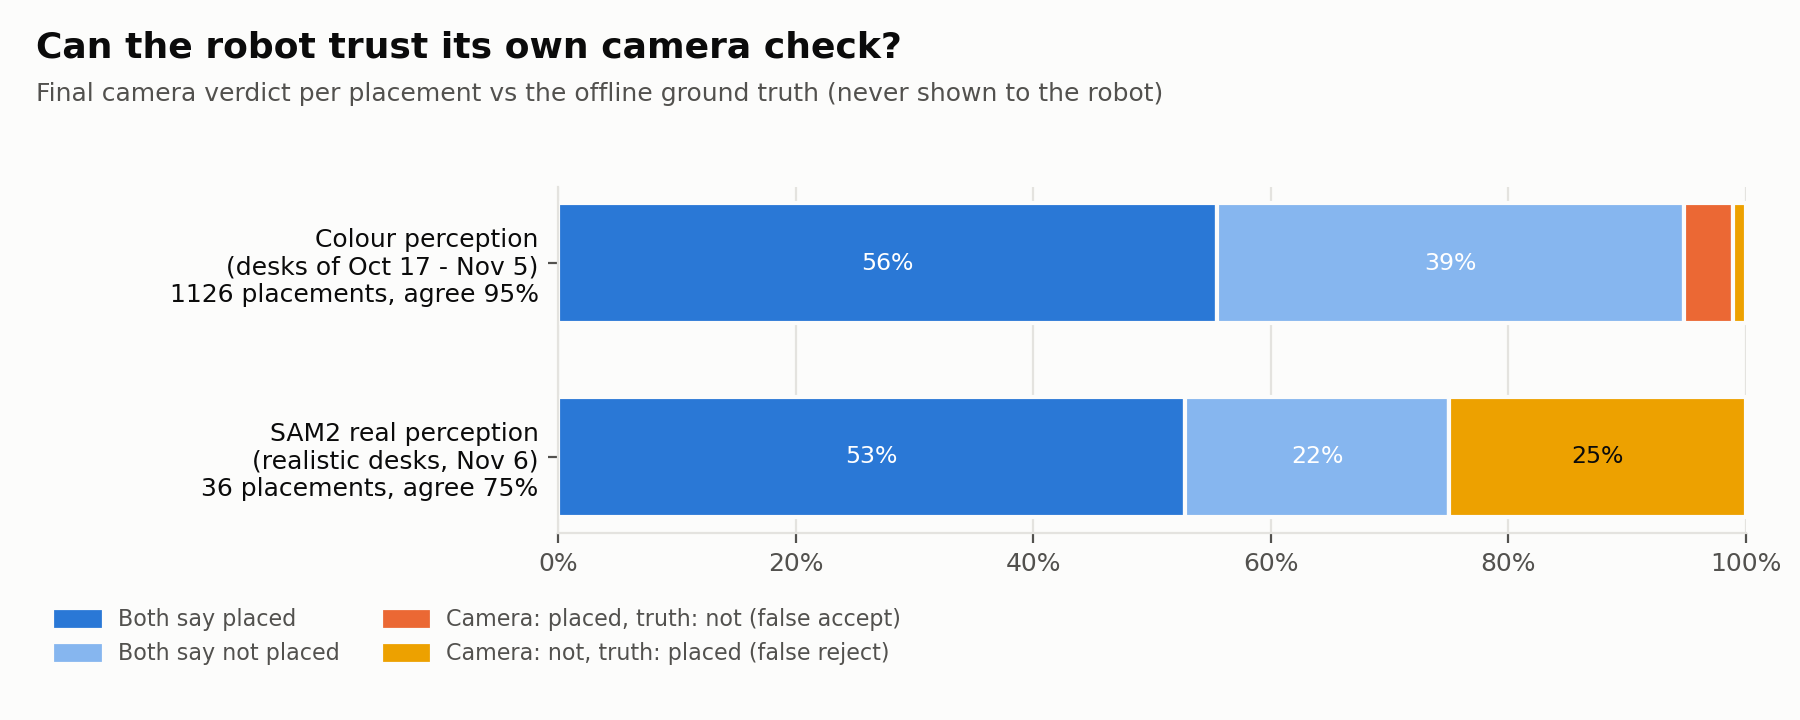 Can the robot trust its own camera check?
Final camera verdict per placement vs the offline ground truth (never shown to the robot)
Colour perception
(desks of Oct 17 - Nov 5)
1126 placements, agree 95%
56%
39%
SAM2 real perception
(realistic desks, Nov 6)
36 placements, agree 75%
53%
22%
25%
0%
20%
40%
60%
80%
100%
Both say placed
Both say not placed
Camera: placed, truth: not (false accept)
Camera: not, truth: placed (false reject)